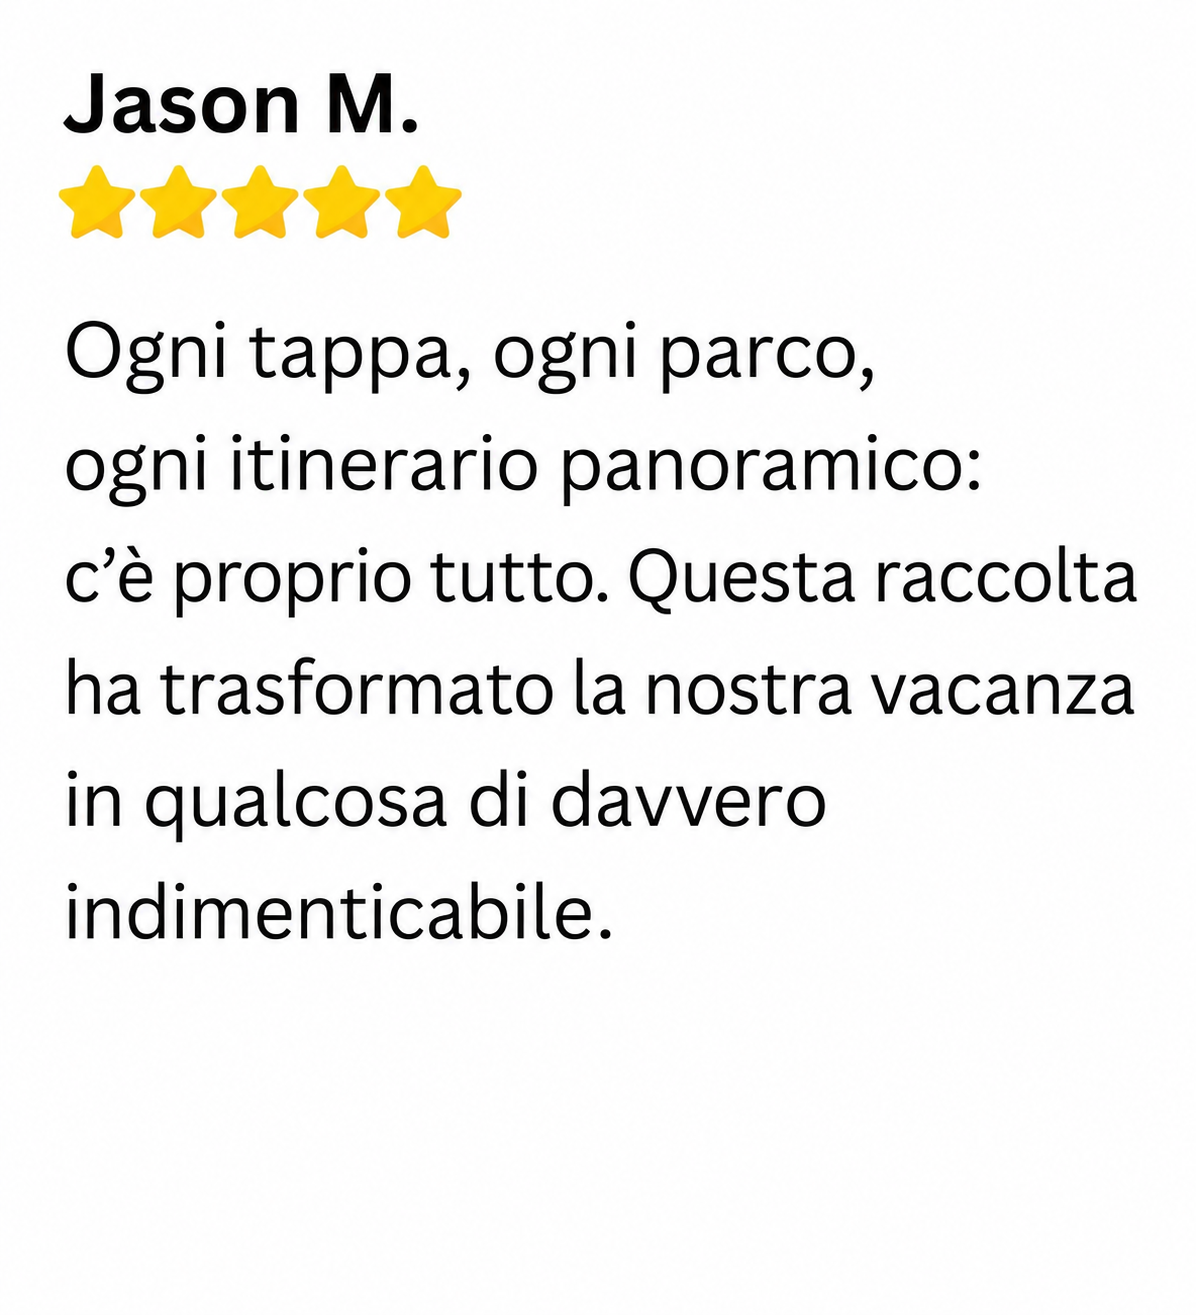 Jason M.
⭐⭐⭐⭐⭐
Ogni tappa, ogni parco,
ogni itinerario panoramico:
c’è proprio tutto. Questa raccolta
ha trasformato la nostra vacanza
in qualcosa di davvero
indimenticabile.